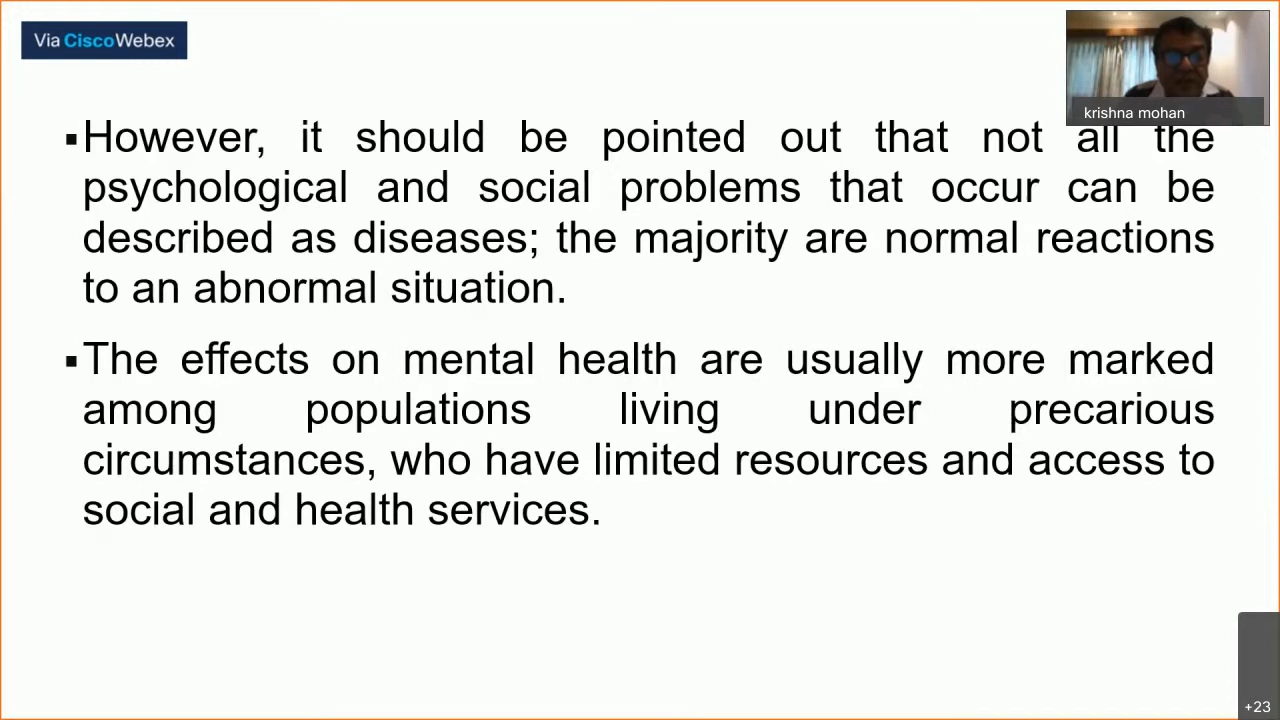 Via CiscoWebex
krishna mohan
▪However, it should be pointed out that not all the
psychological and social problems that occur can be
described as diseases; the majority are normal reactions
to an abnormal situation.
▪The effects on mental health are usually more marked
among populations living under precarious
circumstances, who have limited resources and access to
social and health services.
+23